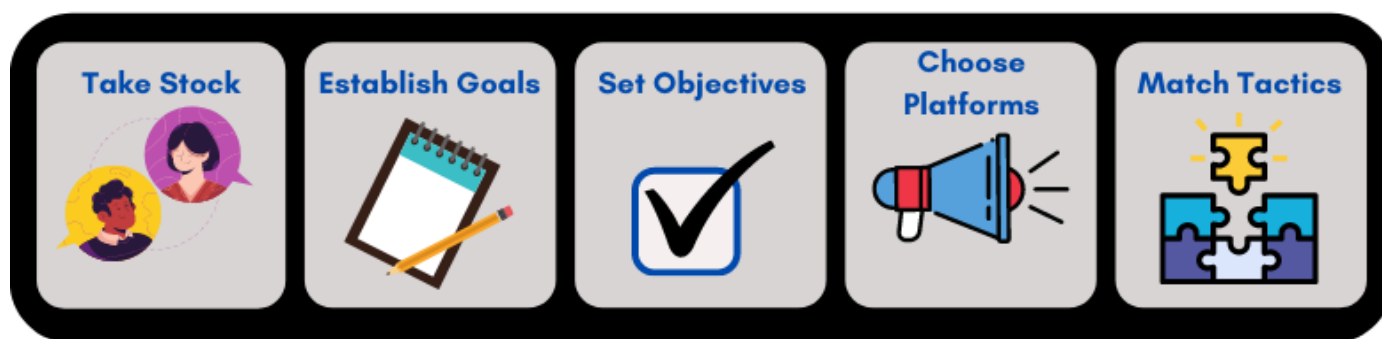 Take Stock
Establish Goals
Set Objectives
Choose
Platforms
Match Tactics